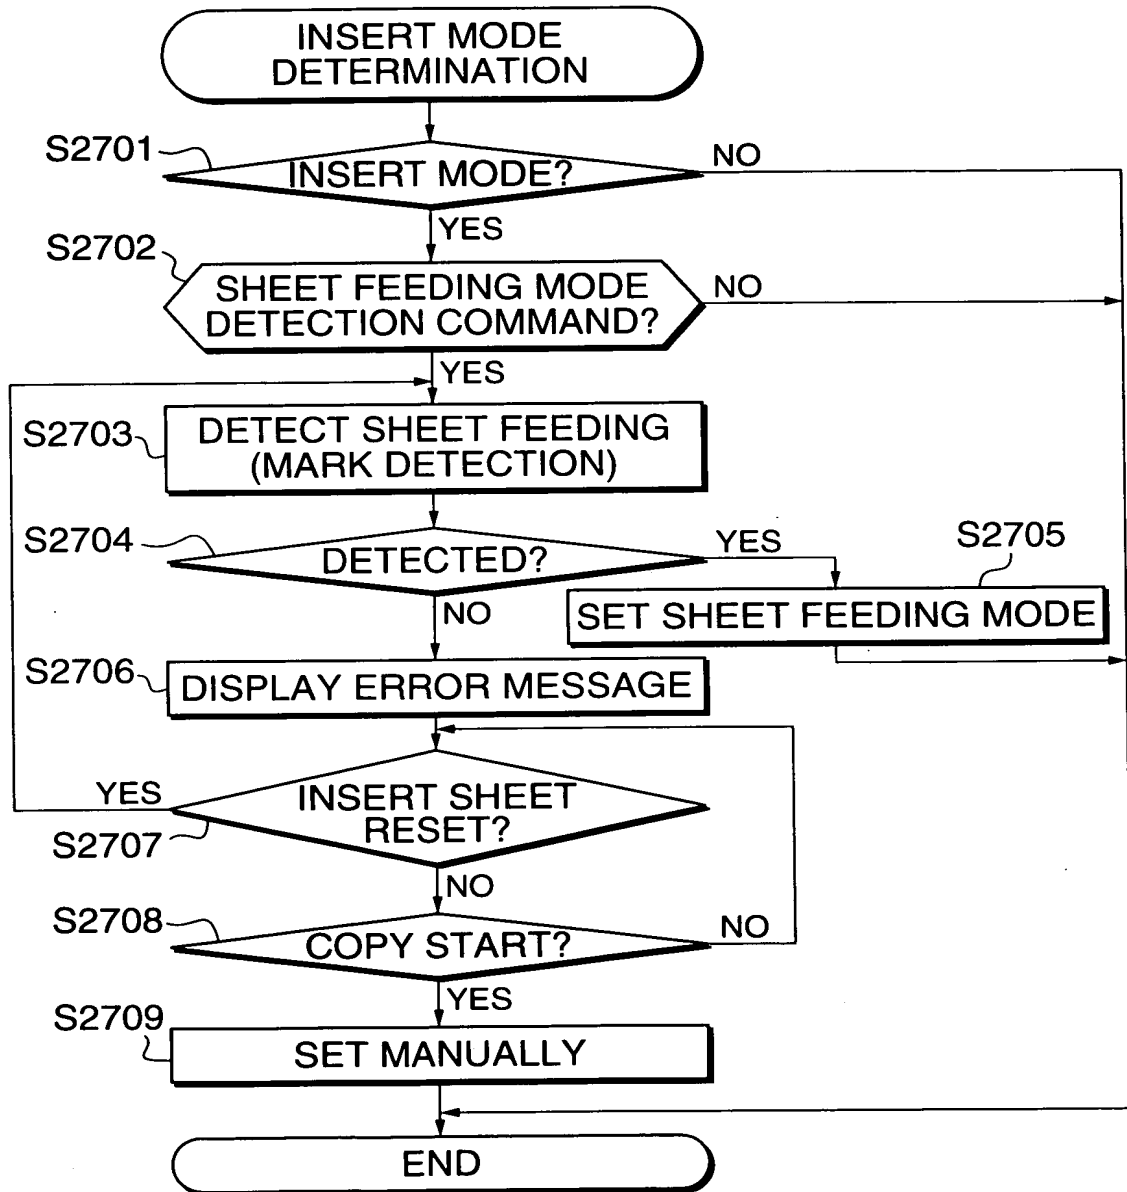 INSERT MODE
DETERMINATION
S2701
INSERT MODE?
NO
YES
S2702
SHEET FEEDING MODE
DETECTION COMMAND?
NO
YES
S2703
DETECT SHEET FEEDING
(MARK DETECTION)
S2704
DETECTED?
YES
S2705
SET SHEET FEEDING MODE
NO
S2706
DISPLAY ERROR MESSAGE
YES
INSERT SHEET
RESET?
S2707
NO
S2708
COPY START?
NO
YES
S2709
SET MANUALLY
END